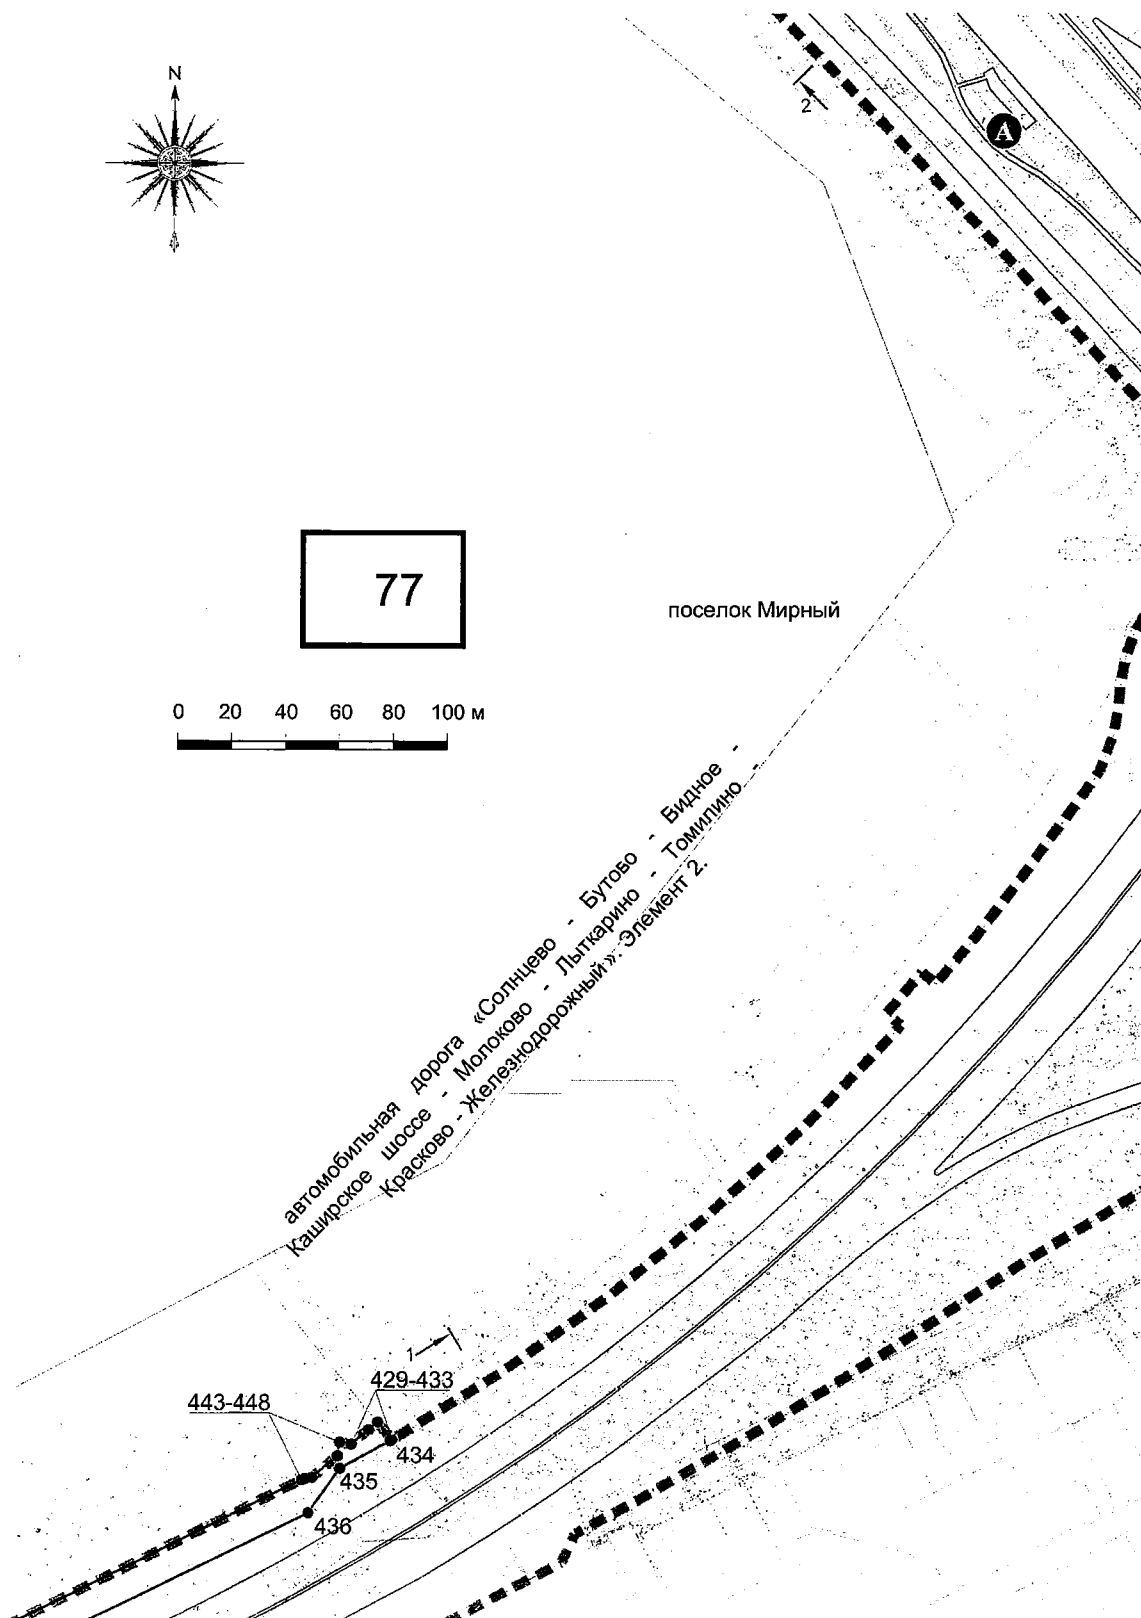 N
2
A
77
поселок Мирный
0 20 40 60 80 100 м
автомобильная дорога «Солнцево - Бутово - Видное -
Каширское шоссе - Молоково - Лыткарино - Томилино -
Красково - Железнодорожный». Элемент 2.
1
429-433
443-448
434
435
436